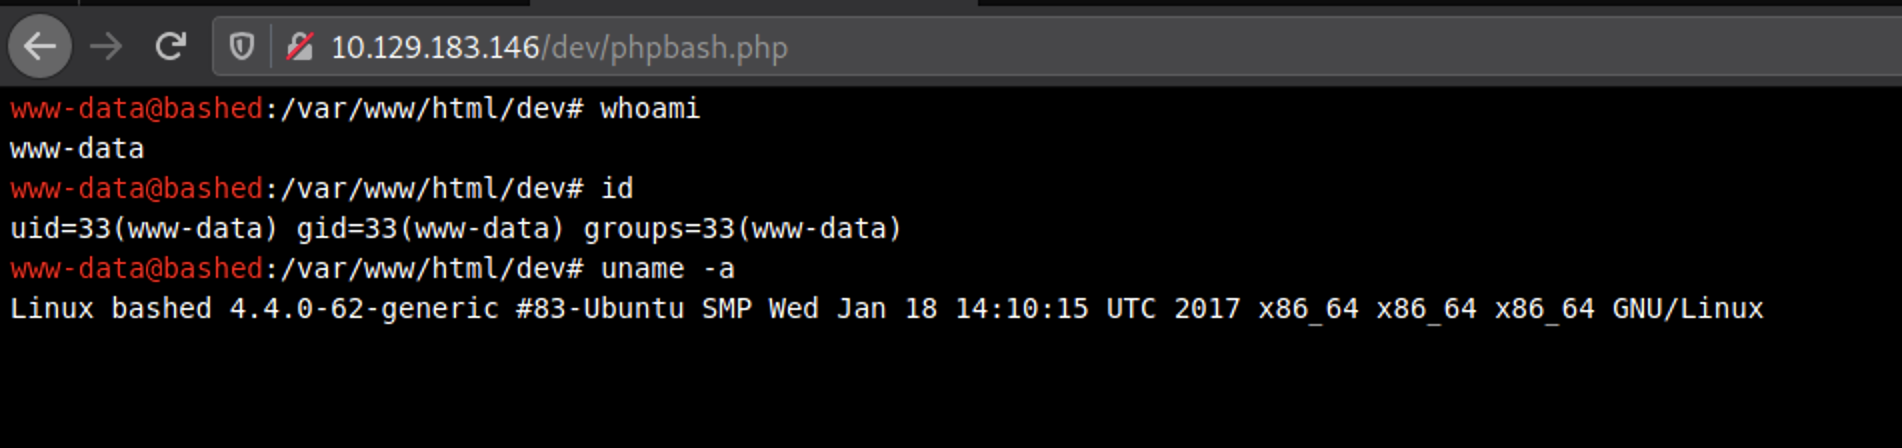 10.129.183.146/dev/phpbash.php
www-data@bashed:/var/www/html/dev# whoami
www-data
www-data@bashed:/var/www/html/dev# id
uid=33(www-data) gid=33(www-data) groups=33(www-data)
www-data@bashed:/var/www/html/dev# uname -a
Linux bashed 4.4.0-62-generic #83-Ubuntu SMP Wed Jan 18 14:10:15 UTC 2017 x86_64 x86_64 x86_64 GNU/Linux